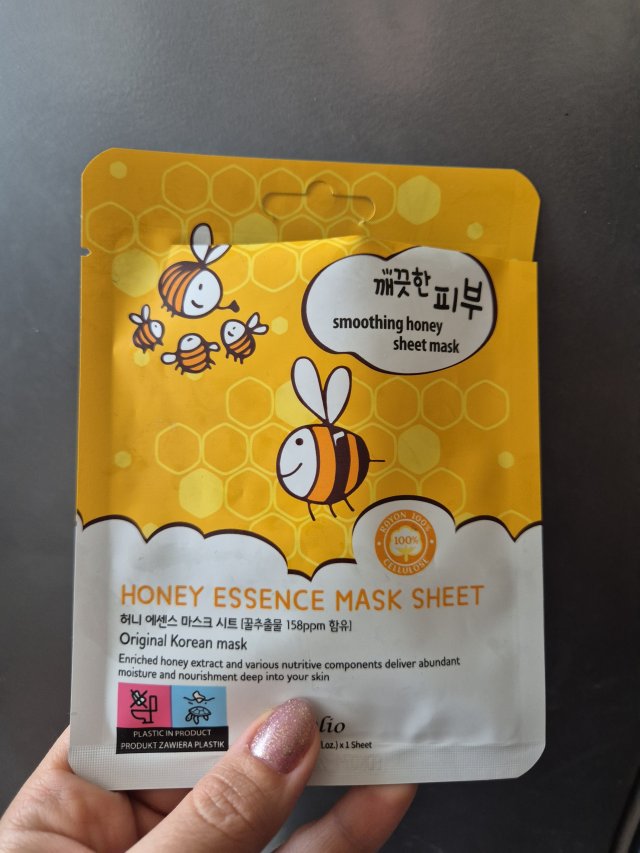 깨끗한 피부
smoothing honey
sheet mask
ROYON 100%
100%
CELLULOSE
HONEY ESSENCE MASK SHEET
허니 에센스 마스크 시트 [꿀추출물 158ppm 함유]
Original Korean mask
Enriched honey extract and various nutritive components deliver abundant
moisture and nourishment deep into your skin
PLASTIC IN PRODUCT
PRODUKT ZAWIERA PLASTIK
x 1 Sheet